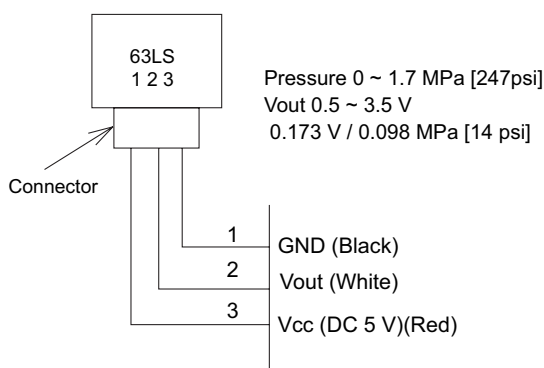 63LS
1 2 3
Pressure 0 ~ 1.7 MPa [247psi]
Vout 0.5 ~ 3.5 V
0.173 V / 0.098 MPa [14 psi]
Connector
1
GND (Black)
2
Vout (White)
3
Vcc (DC 5 V)(Red)